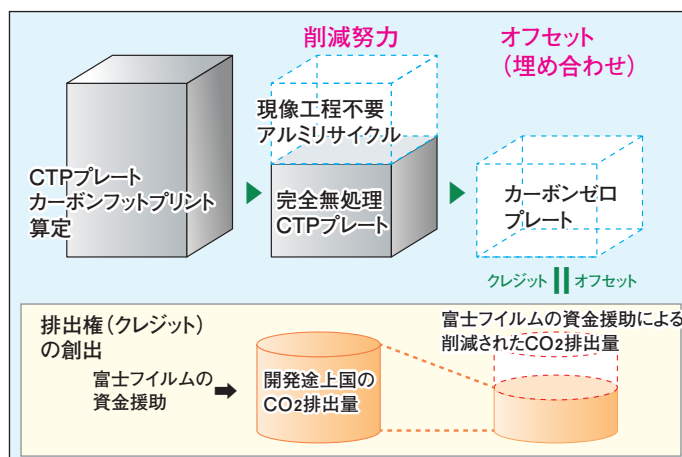 削減努力
オフセット
（埋め合わせ）
現像工程不要
アルミリサイクル
CTPプレート
カーボンフットプリント
算定
完全無処理
CTPプレート
カーボンゼロ
プレート
クレジット
オフセット
排出権（クレジット）
の創出
富士フイルムの
資金援助
開発途上国の
CO2排出量
富士フイルムの資金援助による
削減されたCO2排出量